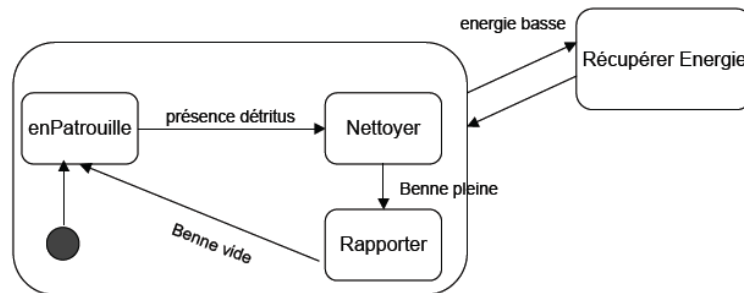 energie basse
Récupérer Energie
enPatrouille
présence détritus
Nettoyer
Benne pleine
Benne vide
Rapporter